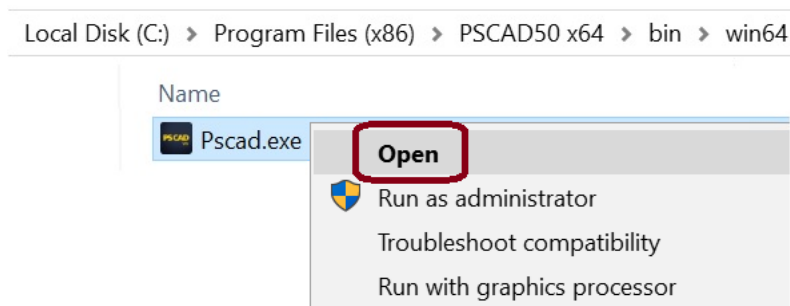 Local Disk (C:) > Program Files (x86) > PSCAD50 x64 > bin > win64
Name
PSCAD Pscad.exe
Open
Run as administrator
Troubleshoot compatibility
Run with graphics processor